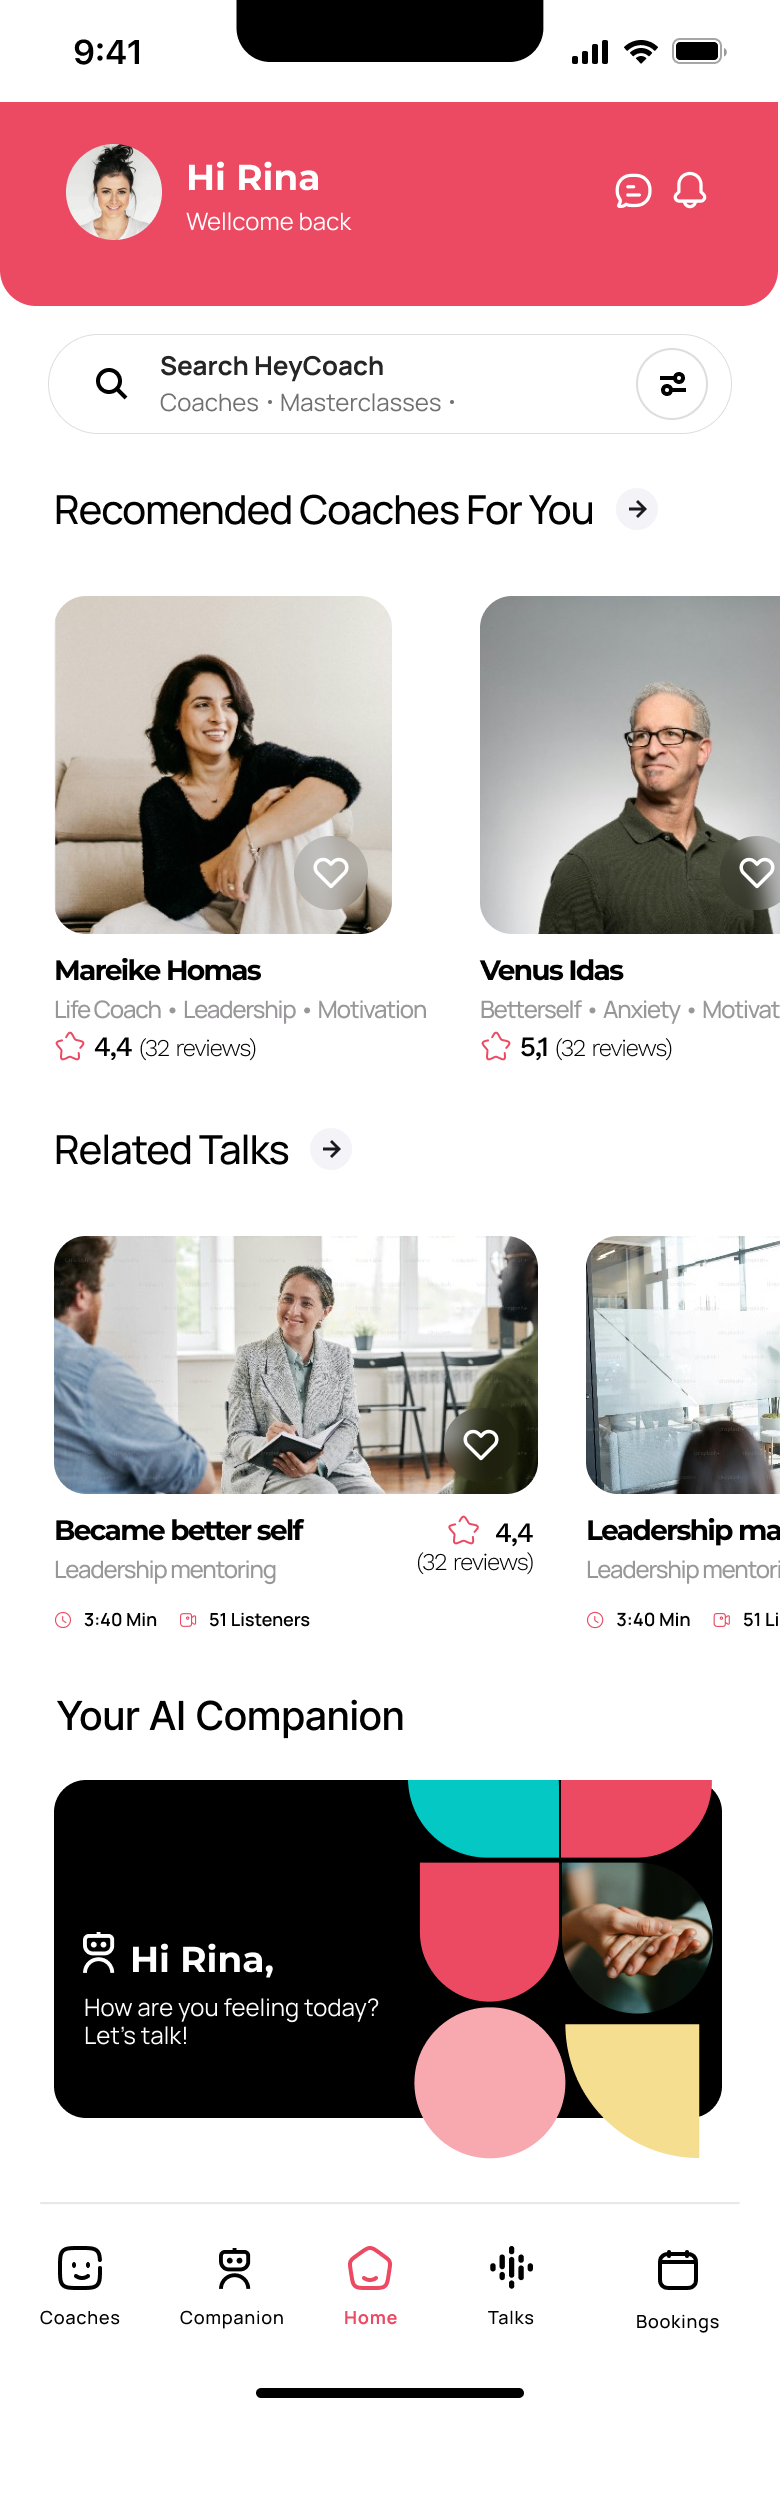 9:41
Hi Rina
Wellcome back
Search HeyCoach
Coaches • Masterclasses •
Recomended Coaches For You
Mareike Homas
Life Coach • Leadership • Motivation
4,4 (32 reviews)
Venus Idas
Betterself • Anxiety • Motivat
5,1 (32 reviews)
Related Talks
Became better self
Leadership mentoring
4,4
(32 reviews)
3:40 Min
51 Listeners
Leadership ma
Leadership mentori
3:40 Min
51 Li
Your AI Companion
Hi Rina,
How are you feeling today?
Let's talk!
Coaches
Companion
Home
Talks
Bookings